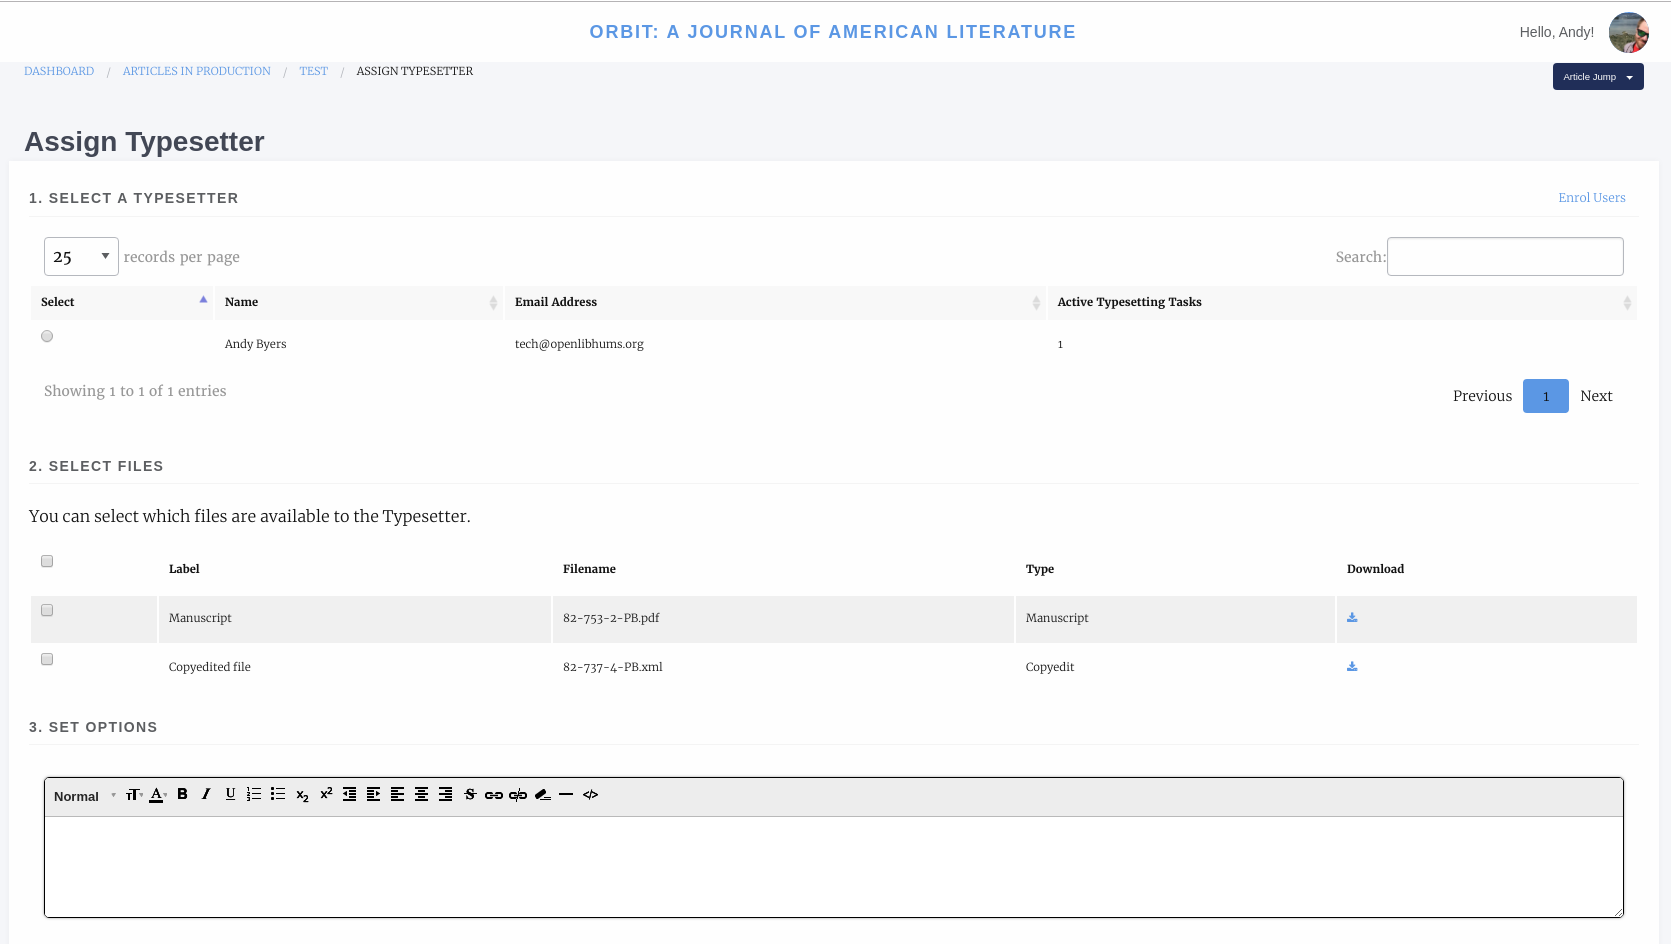 ORBIT: A JOURNAL OF AMERICAN LITERATURE
Hello, Andy!
DASHBOARD / ARTICLES IN PRODUCTION / TEST / ASSIGN TYPESETTER
Article Jump
Assign Typesetter
1. SELECT A TYPESETTER
Enrol Users
25 records per page
Search:
Select Name Email Address Active Typesetting Tasks
Andy Byers tech@openlibhums.org 1
Showing 1 to 1 of 1 entries
Previous 1 Next
2. SELECT FILES
You can select which files are available to the Typesetter.
Label Filename Type Download
Manuscript 82-753-2-PB.pdf Manuscript
Copyedited file 82-737-4-PB.xml Copyedit
3. SET OPTIONS
Normal